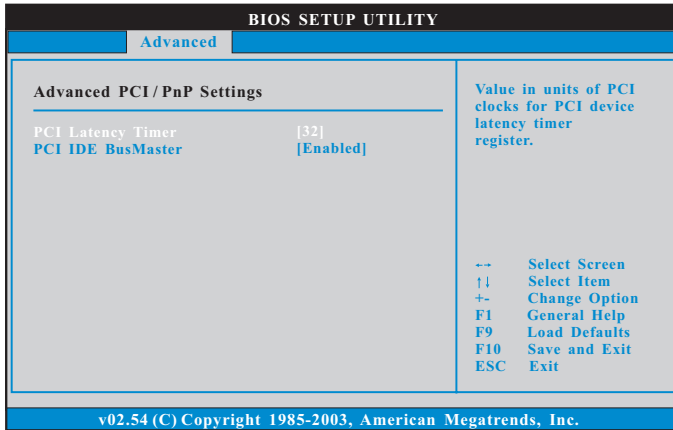 BIOS SETUP UTILITY
Advanced
Advanced PCI / PnP Settings
PCI Latency Timer [32]
PCI IDE BusMaster [Enabled]
Value in units of PCI
clocks for PCI device
latency timer
register.
←→ Select Screen
↑↓ Select Item
+- Change Option
F1 General Help
F9 Load Defaults
F10 Save and Exit
ESC Exit
v02.54 (C) Copyright 1985-2003, American Megatrends, Inc.